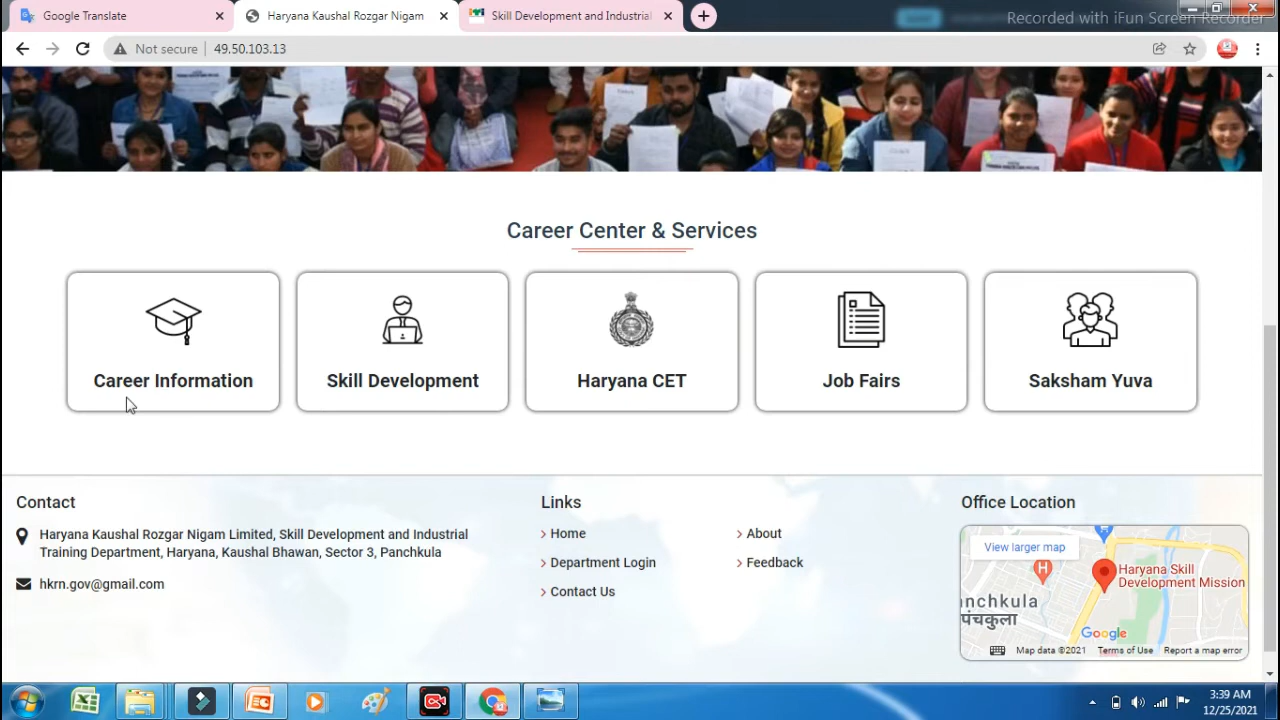 Google Translate
Haryana Kaushal Rozgar Nigam
Skill Development and Industrial
Recorded with iFun Screen Recorder
Not secure
49.50.103.13
Career Center & Services
Career Information
Skill Development
Haryana CET
Job Fairs
Saksham Yuva
Contact
Haryana Kaushal Rozgar Nigam Limited, Skill Development and Industrial
Training Department, Haryana, Kaushal Bhawan, Sector 3, Panchkula
hkrn.gov@gmail.com
Links
Home
About
Department Login
Feedback
Contact Us
Office Location
View larger map
H
Haryana Skill
Development Mission
nchkula
पंचकुला
Google
Map data ©2021
Terms of Use
Report a map error
3:39 AM
12/25/2021